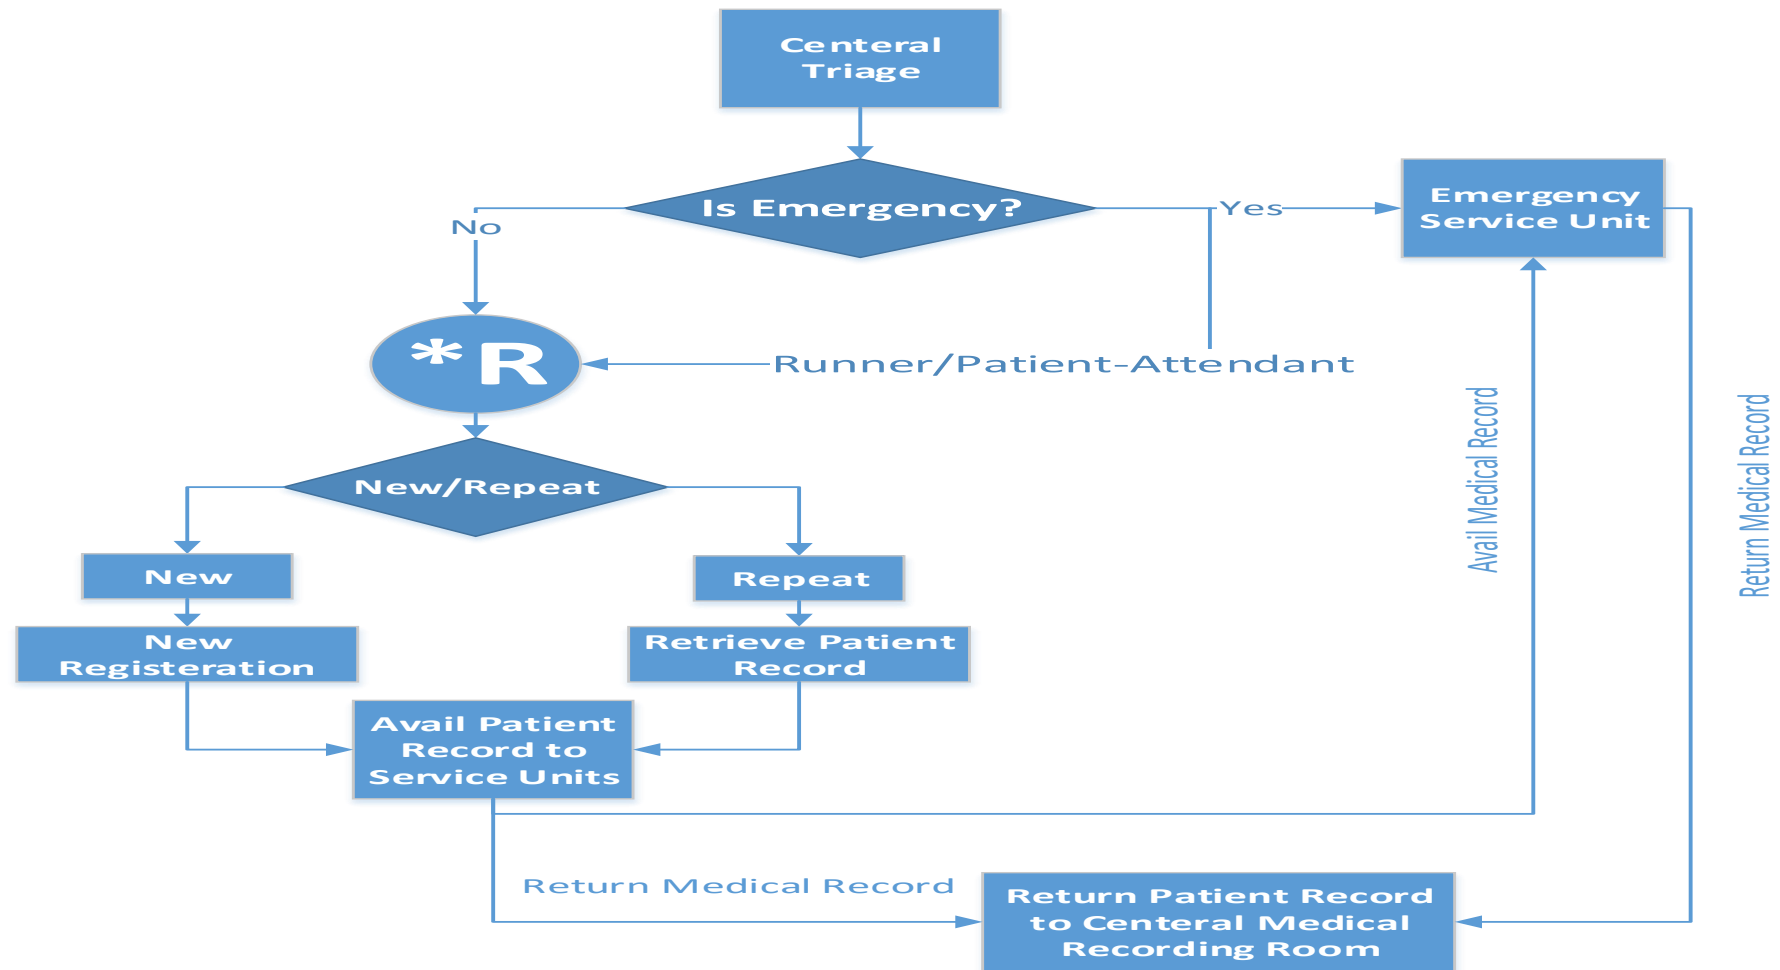 Centeral
Triage
Is Emergency?
Yes
Emergency
Service Unit
No
*R
Runner/Patient-Attendant
New/Repeat
New
Repeat
New
Registeration
Retrieve Patient
Record
Avail Patient
Record to
Service Units
Avail Medical Record
Return Medical Record
Return Medical Record
Return Patient Record
to Centeral Medical
Recording Room